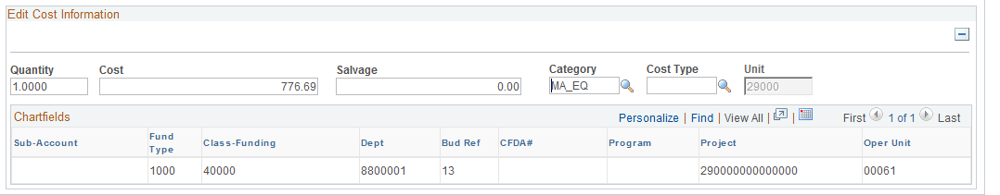 Edit Cost Information
Quantity Cost Salvage Category Cost Type Unit
1.0000 776.69 0.00 MA_EQ 29000
Chartfields Personalize | Find | View All | | First 1 of 1 Last
Sub-Account Fund Type Class-Funding Dept Bud Ref CFDA# Program Project Oper Unit
1000 40000 8800001 13 290000000000000 00061